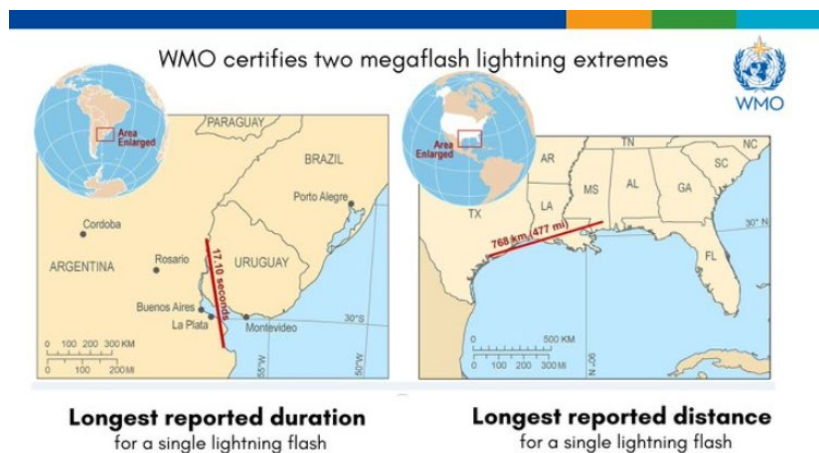 WMO certifies two megaflash lightning extremes
WMO
Area
Enlarged
PARAGUAY
BRAZIL
Porto Alegre
Cordoba
Rosario
ARGENTINA
URUGUAY
17.10 seconds
Buenos Aires
La Plata
Montevideo
30°S
55°W
50°W
0 100 200 300 KM
0 100 200 MI
Area
Enlarged
TN
NC
AR
SC
MS
AL
GA
LA
TX
768 km (477 mi)
30° N
FL
90° N
0 500 KM
0 100 200 300 MI
Longest reported duration
for a single lightning flash
Longest reported distance
for a single lightning flash